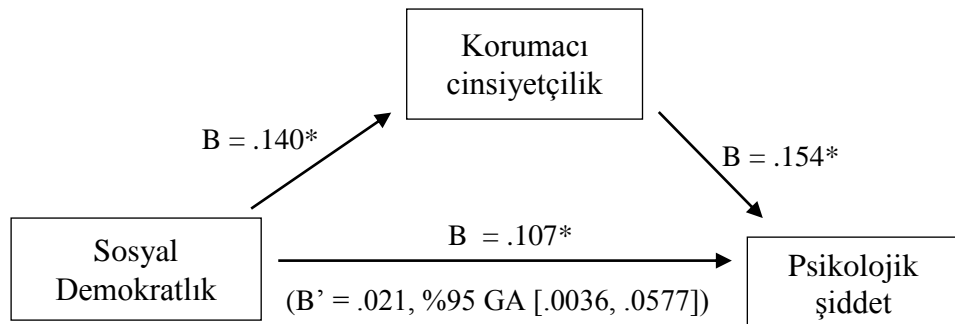 Korumacı
cinsiyetçilik
B = .140*
B = .154*
Sosyal
Demokratlık
B = .107*
(B’ = .021, %95 GA [.0036, .0577])
Psikolojik
şiddet